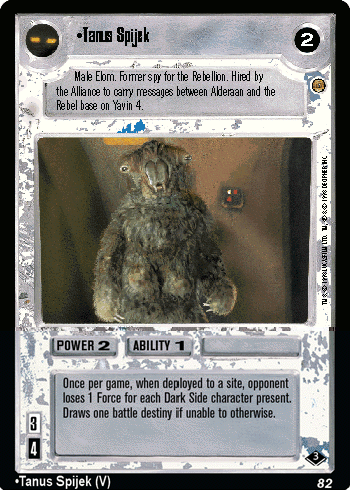 •Tanus Spijek
2
Male Elom. Former spy for the Rebellion. Hired by
the Alliance to carry messages between Alderaan and the
Rebel base on Yavin 4.
POWER 2
ABILITY 1
Once per game, when deployed to a site, opponent
loses 1 Force for each Dark Side character present.
Draws one battle destiny if unable to otherwise.
3
4
3
•Tanus Spijek (V)
82